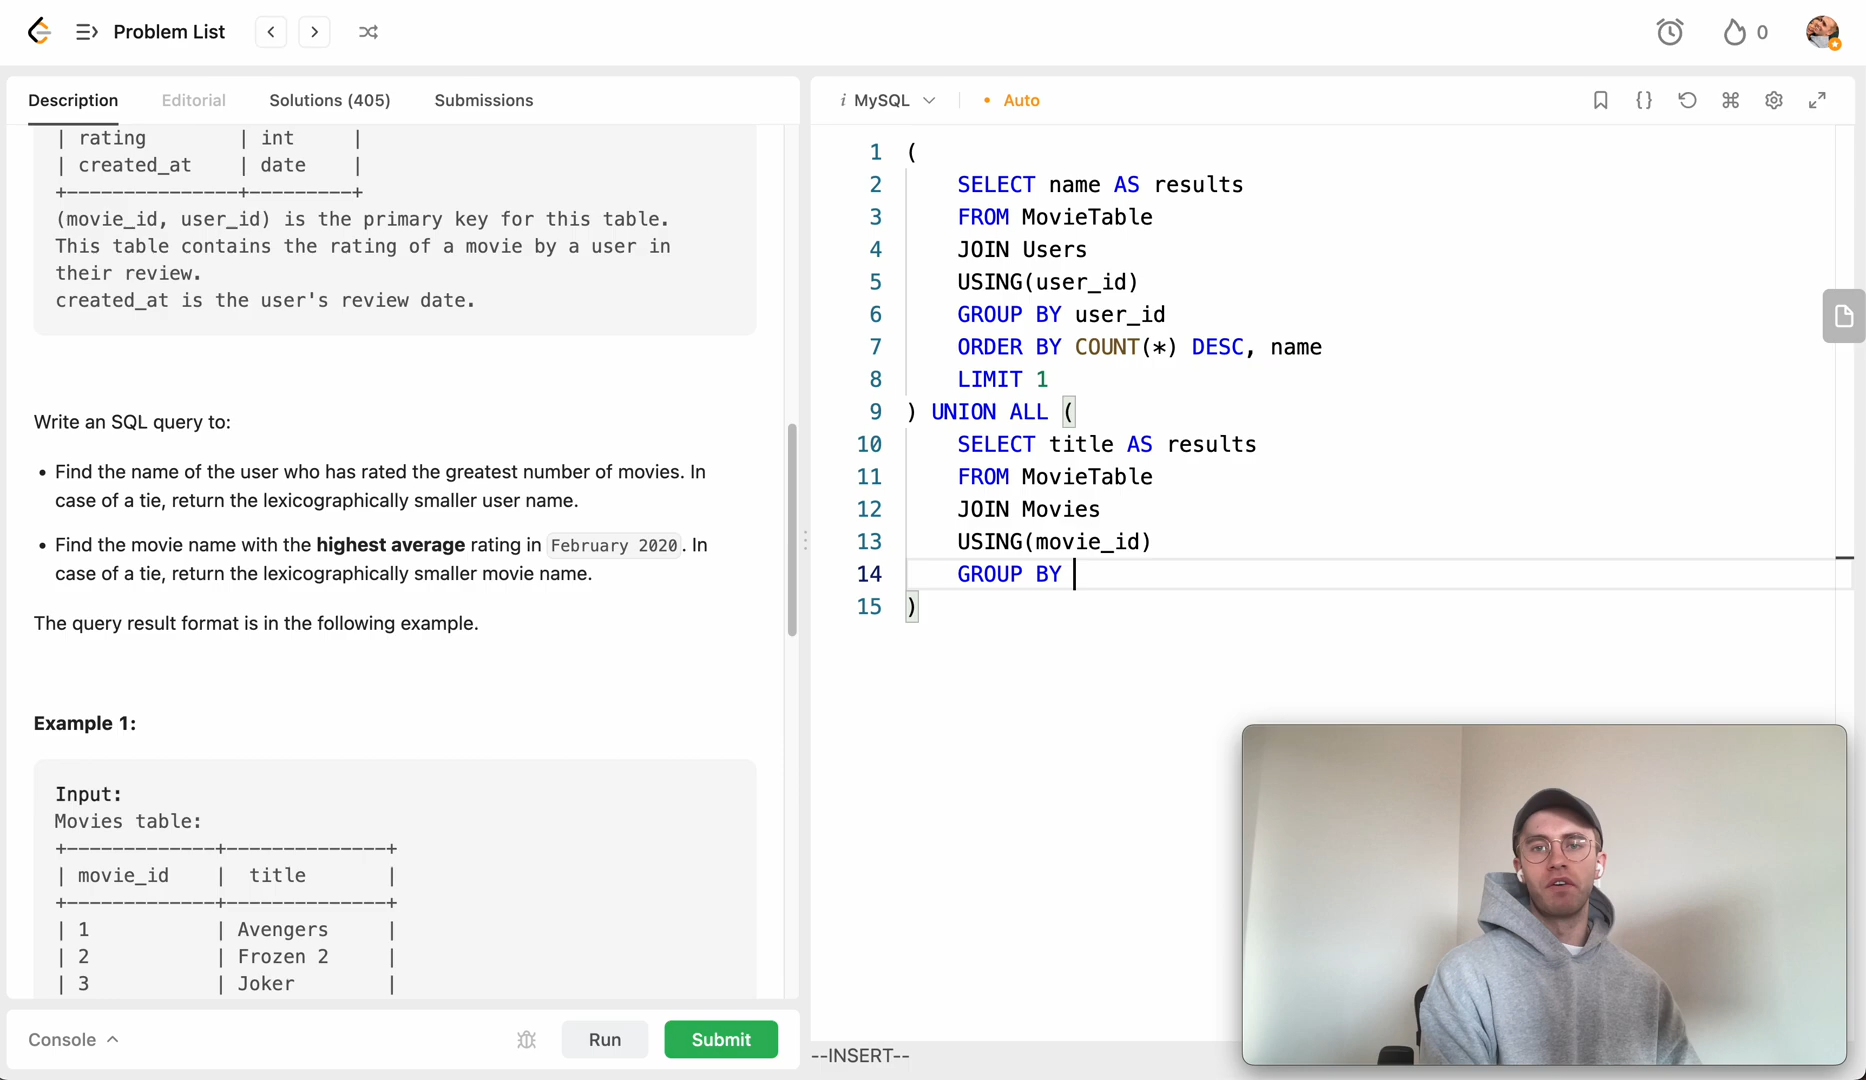 Problem List
0
Description Editorial Solutions (405) Submissions
| rating | int |
| created_at | date |
+---------------+---------+
(movie_id, user_id) is the primary key for this table.
This table contains the rating of a movie by a user in
their review.
created_at is the user's review date.
Write an SQL query to:
• Find the name of the user who has rated the greatest number of movies. In
case of a tie, return the lexicographically smaller user name.
• Find the movie name with the highest average rating in February 2020. In
case of a tie, return the lexicographically smaller movie name.
The query result format is in the following example.
Example 1:
Input:
Movies table:
+-------------+--------------+
| movie_id | title |
+-------------+--------------+
| 1 | Avengers |
| 2 | Frozen 2 |
| 3 | Joker |
Console Run Submit
i MySQL • Auto
1 (
2 SELECT name AS results
3 FROM MovieTable
4 JOIN Users
5 USING(user_id)
6 GROUP BY user_id
7 ORDER BY COUNT(*) DESC, name
8 LIMIT 1
9 ) UNION ALL (
10 SELECT title AS results
11 FROM MovieTable
12 JOIN Movies
13 USING(movie_id)
14 GROUP BY
15 )
--INSERT--